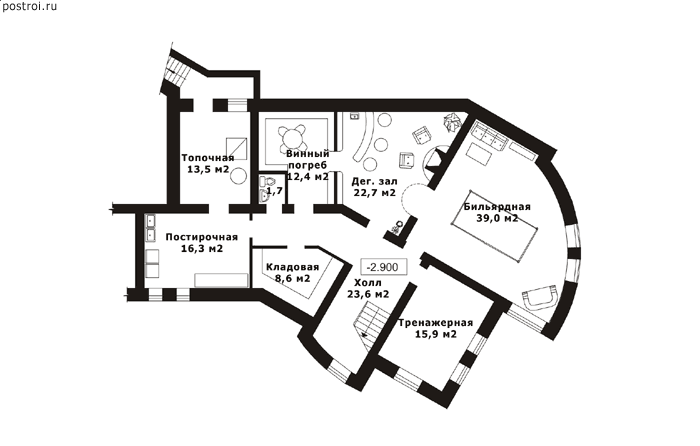 postroi.ru
Топочная
13,5 м2
Винный
погреб
12,4 м2
1,7
Дег. зал
22,7 м2
Бильярдная
39,0 м2
Постирочная
16,3 м2
Кладовая
8,6 м2
-2.900
Холл
23,6 м2
Тренажерная
15,9 м2